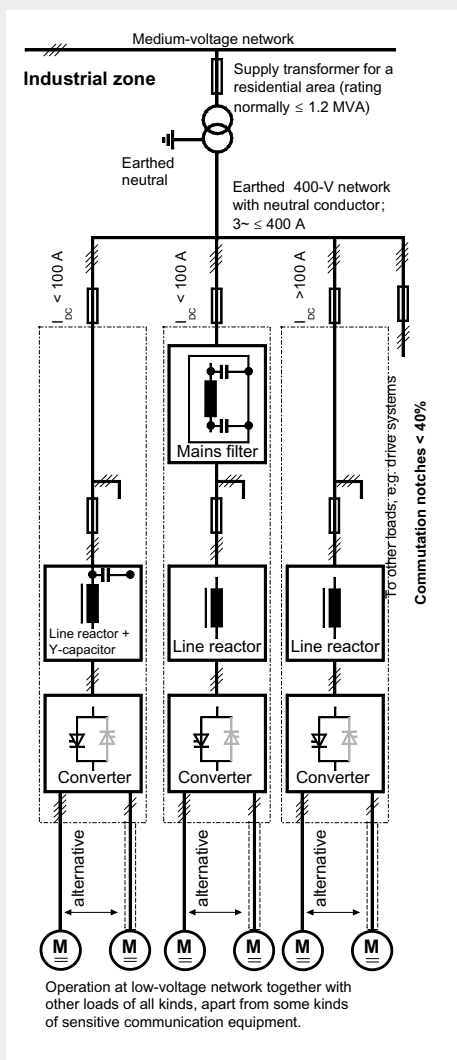 Medium-voltage network
Industrial zone
Supply transformer for a
residential area (rating
normally ≤ 1.2 MVA)
Earthed
neutral
Earthed 400-V network
with neutral conductor;
3~ ≤ 400 A
I DC < 100 A
I DC < 100 A
I DC >100 A
To other loads, e.g. drive systems
Commutation notches < 40%
Mains filter
Line reactor +
Y-capacitor
Line reactor
Line reactor
Converter
Converter
Converter
alternative
alternative
alternative
M
M
M
M
M
M
Operation at low-voltage network together with
other loads of all kinds, apart from some kinds
of sensitive communication equipment.